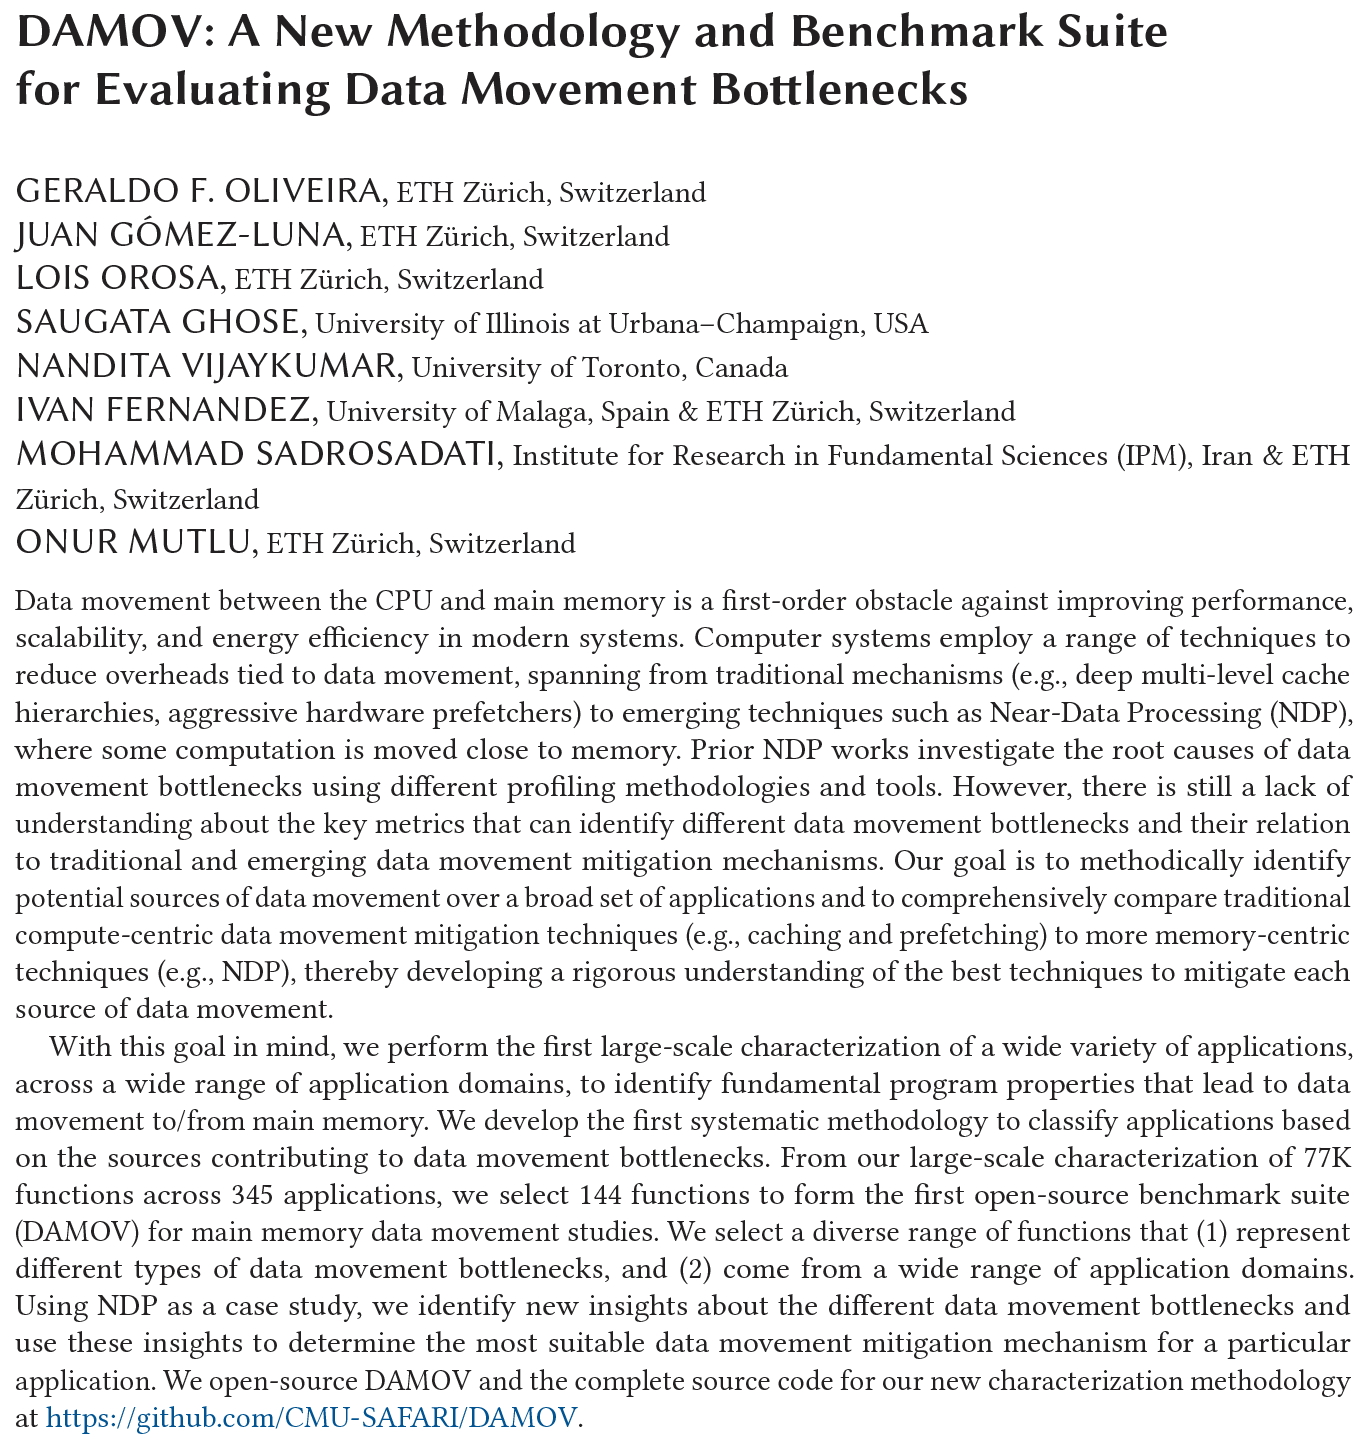 DAMOV: A New Methodology and Benchmark Suite
for Evaluating Data Movement Bottlenecks
GERALDO F. OLIVEIRA, ETH Zürich, Switzerland
JUAN GÓMEZ-LUNA, ETH Zürich, Switzerland
LOIS OROSA, ETH Zürich, Switzerland
SAUGATA GHOSE, University of Illinois at Urbana–Champaign, USA
NANDITA VIJAYKUMAR, University of Toronto, Canada
IVAN FERNANDEZ, University of Malaga, Spain & ETH Zürich, Switzerland
MOHAMMAD SADROSADATI, Institute for Research in Fundamental Sciences (IPM), Iran & ETH
Zürich, Switzerland
ONUR MUTLU, ETH Zürich, Switzerland
Data movement between the CPU and main memory is a first-order obstacle against improving performance,
scalability, and energy efficiency in modern systems. Computer systems employ a range of techniques to
reduce overheads tied to data movement, spanning from traditional mechanisms (e.g., deep multi-level cache
hierarchies, aggressive hardware prefetchers) to emerging techniques such as Near-Data Processing (NDP),
where some computation is moved close to memory. Prior NDP works investigate the root causes of data
movement bottlenecks using different profiling methodologies and tools. However, there is still a lack of
understanding about the key metrics that can identify different data movement bottlenecks and their relation
to traditional and emerging data movement mitigation mechanisms. Our goal is to methodically identify
potential sources of data movement over a broad set of applications and to comprehensively compare traditional
compute-centric data movement mitigation techniques (e.g., caching and prefetching) to more memory-centric
techniques (e.g., NDP), thereby developing a rigorous understanding of the best techniques to mitigate each
source of data movement.
With this goal in mind, we perform the first large-scale characterization of a wide variety of applications,
across a wide range of application domains, to identify fundamental program properties that lead to data
movement to/from main memory. We develop the first systematic methodology to classify applications based
on the sources contributing to data movement bottlenecks. From our large-scale characterization of 77K
functions across 345 applications, we select 144 functions to form the first open-source benchmark suite
(DAMOV) for main memory data movement studies. We select a diverse range of functions that (1) represent
different types of data movement bottlenecks, and (2) come from a wide range of application domains.
Using NDP as a case study, we identify new insights about the different data movement bottlenecks and
use these insights to determine the most suitable data movement mitigation mechanism for a particular
application. We open-source DAMOV and the complete source code for our new characterization methodology
at https://github.com/CMU-SAFARI/DAMOV.